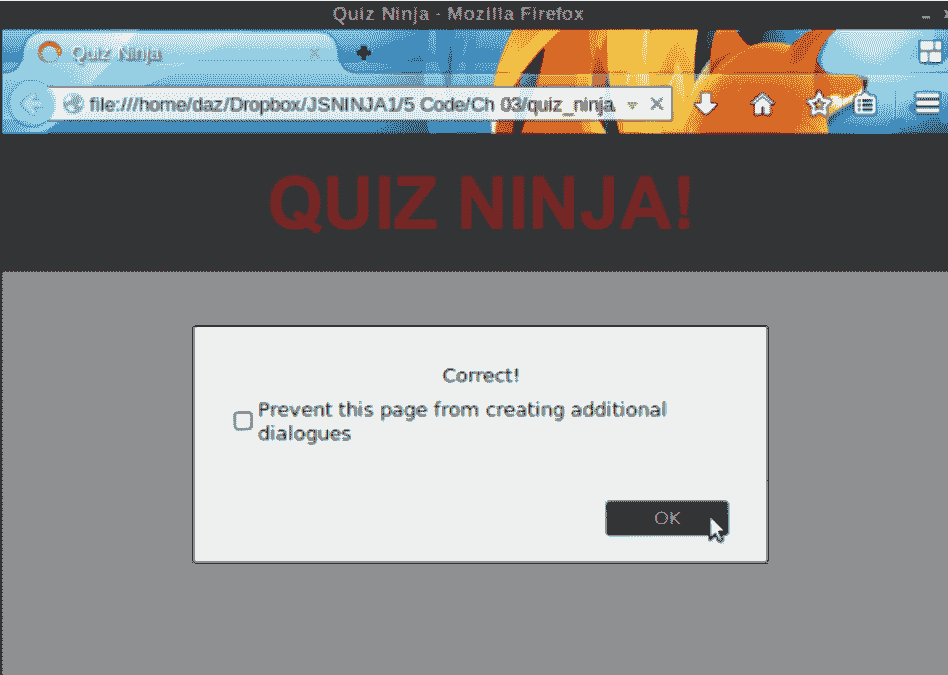 Quiz Ninja - Mozilla Firefox
Quiz Ninja
file:///home/daz/Dropbox/JSNINJA1/5 Code/Ch 03/quiz_ninja.
QUIZ NINJA!
Correct!
Prevent this page from creating additional
dialogues
OK